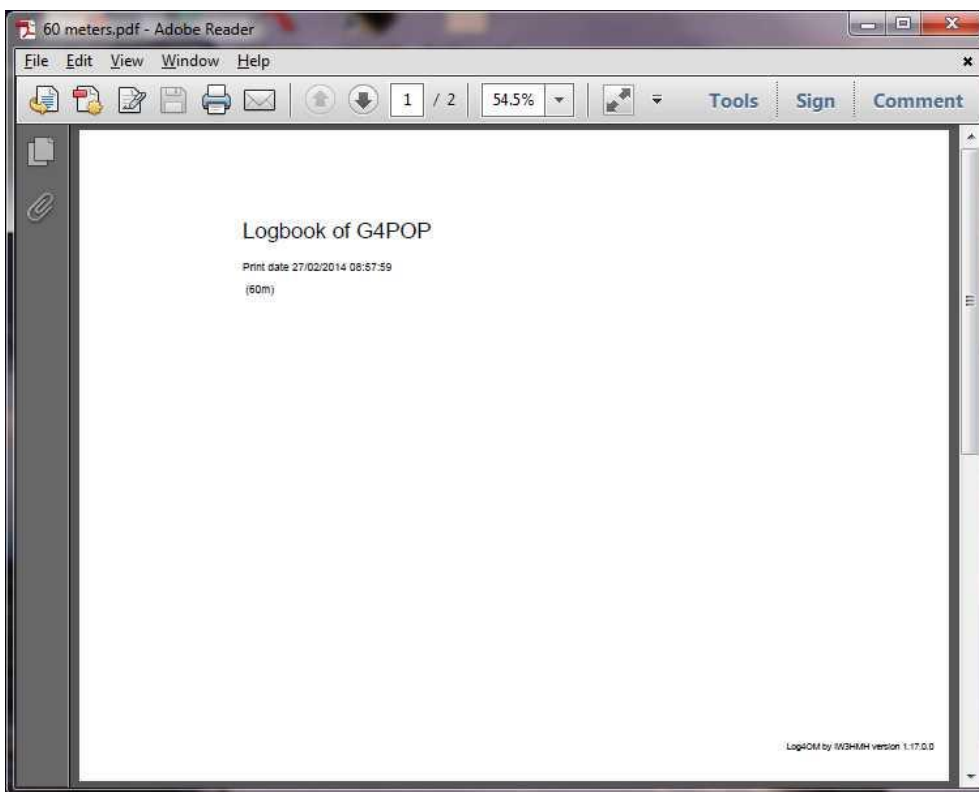 60 meters.pdf - Adobe Reader
File Edit View Window Help
1 / 2 54.5% Tools Sign Comment
Logbook of G4POP
Print date 27/02/2014 08:57:59
(60m)
Log4OM by IW3HMH version 1.17.0.0